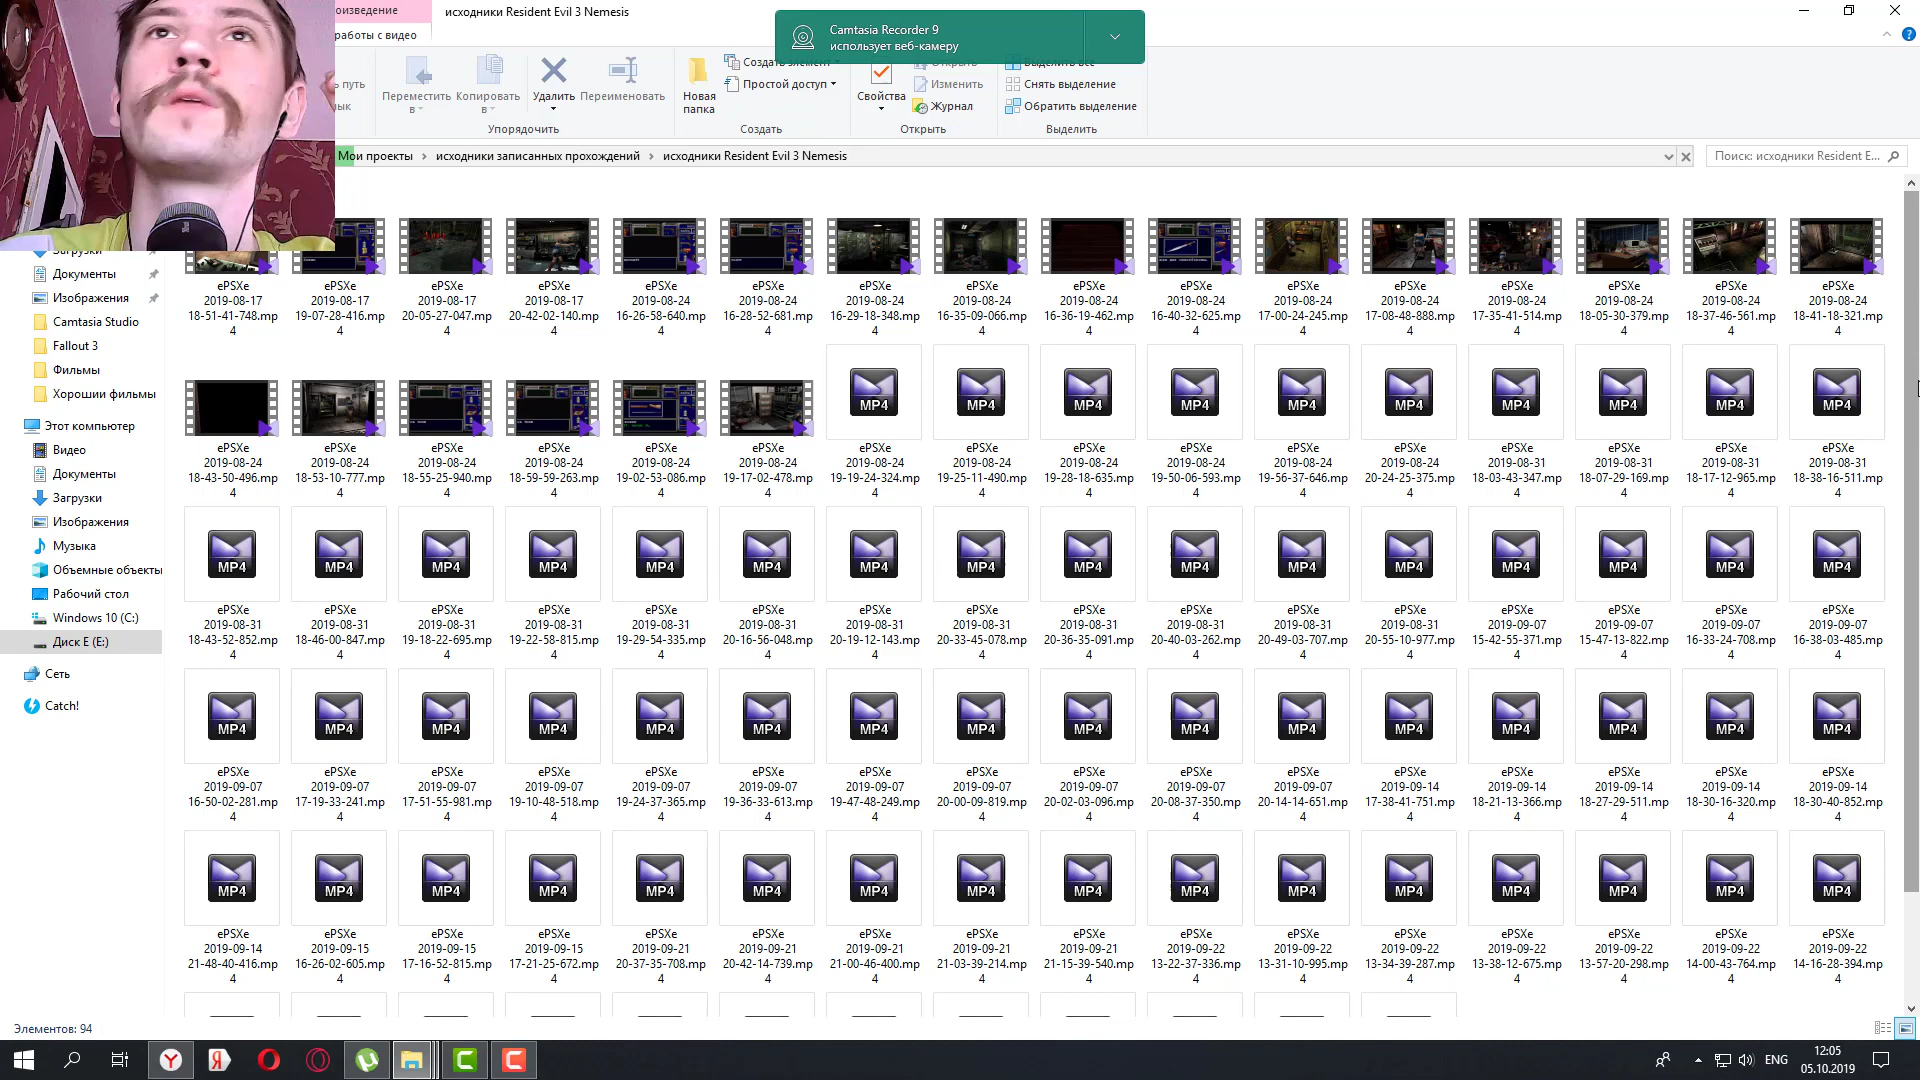 оизведение
исходники Resident Evil 3 Nemesis
работы с видео
Camtasia Recorder 9
использует веб-камеру
путь
Переместить в
Копировать в
Удалить
Переименовать
Упорядочить
Новая папка
Создать элемент
Простой доступ
Создать
Свойства
Открыть
Изменить
Журнал
Открыть
Выделить все
Снять выделение
Обратить выделение
Выделить
Мои проекты
исходники записанных прохождений
исходники Resident Evil 3 Nemesis
Поиск: исходники Resident E...
Загрузки
Документы
Изображения
Camtasia Studio
Fallout 3
Фильмы
Хорошии фильмы
Этот компьютер
Видео
Документы
Загрузки
Изображения
Музыка
Объемные объекты
Рабочий стол
Windows 10 (C:)
Диск E (E:)
Сеть
Catch!
ePSXe 2019-08-17 18-51-41-748.mp4
ePSXe 2019-08-17 19-07-28-416.mp4
ePSXe 2019-08-17 20-05-27-047.mp4
ePSXe 2019-08-17 20-42-02-140.mp4
ePSXe 2019-08-24 16-26-58-640.mp4
ePSXe 2019-08-24 16-28-52-681.mp4
ePSXe 2019-08-24 16-29-18-348.mp4
ePSXe 2019-08-24 16-35-09-066.mp4
ePSXe 2019-08-24 16-36-19-462.mp4
ePSXe 2019-08-24 16-40-32-625.mp4
ePSXe 2019-08-24 17-00-24-245.mp4
ePSXe 2019-08-24 17-08-48-888.mp4
ePSXe 2019-08-24 17-35-41-514.mp4
ePSXe 2019-08-24 18-05-30-379.mp4
ePSXe 2019-08-24 18-37-46-561.mp4
ePSXe 2019-08-24 18-41-18-321.mp4
ePSXe 2019-08-24 18-43-50-496.mp4
ePSXe 2019-08-24 18-53-10-777.mp4
ePSXe 2019-08-24 18-55-25-940.mp4
ePSXe 2019-08-24 18-59-59-263.mp4
ePSXe 2019-08-24 19-02-53-086.mp4
ePSXe 2019-08-24 19-17-02-478.mp4
ePSXe 2019-08-24 19-19-24-324.mp4
ePSXe 2019-08-24 19-25-11-490.mp4
ePSXe 2019-08-24 19-28-18-635.mp4
ePSXe 2019-08-24 19-50-06-593.mp4
ePSXe 2019-08-24 19-56-37-646.mp4
ePSXe 2019-08-24 20-24-25-375.mp4
ePSXe 2019-08-31 18-03-43-347.mp4
ePSXe 2019-08-31 18-07-29-169.mp4
ePSXe 2019-08-31 18-17-12-965.mp4
ePSXe 2019-08-31 18-38-16-511.mp4
ePSXe 2019-08-31 18-43-52-852.mp4
ePSXe 2019-08-31 18-46-00-847.mp4
ePSXe 2019-08-31 19-18-22-695.mp4
ePSXe 2019-08-31 19-22-58-815.mp4
ePSXe 2019-08-31 19-29-54-335.mp4
ePSXe 2019-08-31 20-16-56-048.mp4
ePSXe 2019-08-31 20-19-12-143.mp4
ePSXe 2019-08-31 20-33-45-078.mp4
ePSXe 2019-08-31 20-36-35-091.mp4
ePSXe 2019-08-31 20-40-03-262.mp4
ePSXe 2019-08-31 20-49-03-707.mp4
ePSXe 2019-08-31 20-55-10-977.mp4
ePSXe 2019-09-07 15-42-55-371.mp4
ePSXe 2019-09-07 15-47-13-822.mp4
ePSXe 2019-09-07 16-33-24-708.mp4
ePSXe 2019-09-07 16-38-03-485.mp4
ePSXe 2019-09-07 16-50-02-281.mp4
ePSXe 2019-09-07 17-19-33-241.mp4
ePSXe 2019-09-07 17-51-55-981.mp4
ePSXe 2019-09-07 19-10-48-518.mp4
ePSXe 2019-09-07 19-24-37-365.mp4
ePSXe 2019-09-07 19-36-33-613.mp4
ePSXe 2019-09-07 19-47-48-249.mp4
ePSXe 2019-09-07 20-00-09-819.mp4
ePSXe 2019-09-07 20-02-03-096.mp4
ePSXe 2019-09-07 20-08-37-350.mp4
ePSXe 2019-09-07 20-14-14-651.mp4
ePSXe 2019-09-14 17-38-41-751.mp4
ePSXe 2019-09-14 18-21-13-366.mp4
ePSXe 2019-09-14 18-27-29-511.mp4
ePSXe 2019-09-14 18-30-16-320.mp4
ePSXe 2019-09-14 18-30-40-852.mp4
ePSXe 2019-09-14 21-48-40-416.mp4
ePSXe 2019-09-15 16-26-02-605.mp4
ePSXe 2019-09-15 17-16-52-815.mp4
ePSXe 2019-09-15 17-21-25-672.mp4
ePSXe 2019-09-21 20-37-35-708.mp4
ePSXe 2019-09-21 20-42-14-739.mp4
ePSXe 2019-09-21 21-00-46-400.mp4
ePSXe 2019-09-21 21-03-39-214.mp4
ePSXe 2019-09-21 21-15-39-540.mp4
ePSXe 2019-09-22 13-22-37-336.mp4
ePSXe 2019-09-22 13-31-10-995.mp4
ePSXe 2019-09-22 13-34-39-287.mp4
ePSXe 2019-09-22 13-38-12-675.mp4
ePSXe 2019-09-22 13-57-20-298.mp4
ePSXe 2019-09-22 14-00-43-764.mp4
ePSXe 2019-09-22 14-16-28-394.mp4
Элементов: 94
ENG
12:05
05.10.2019